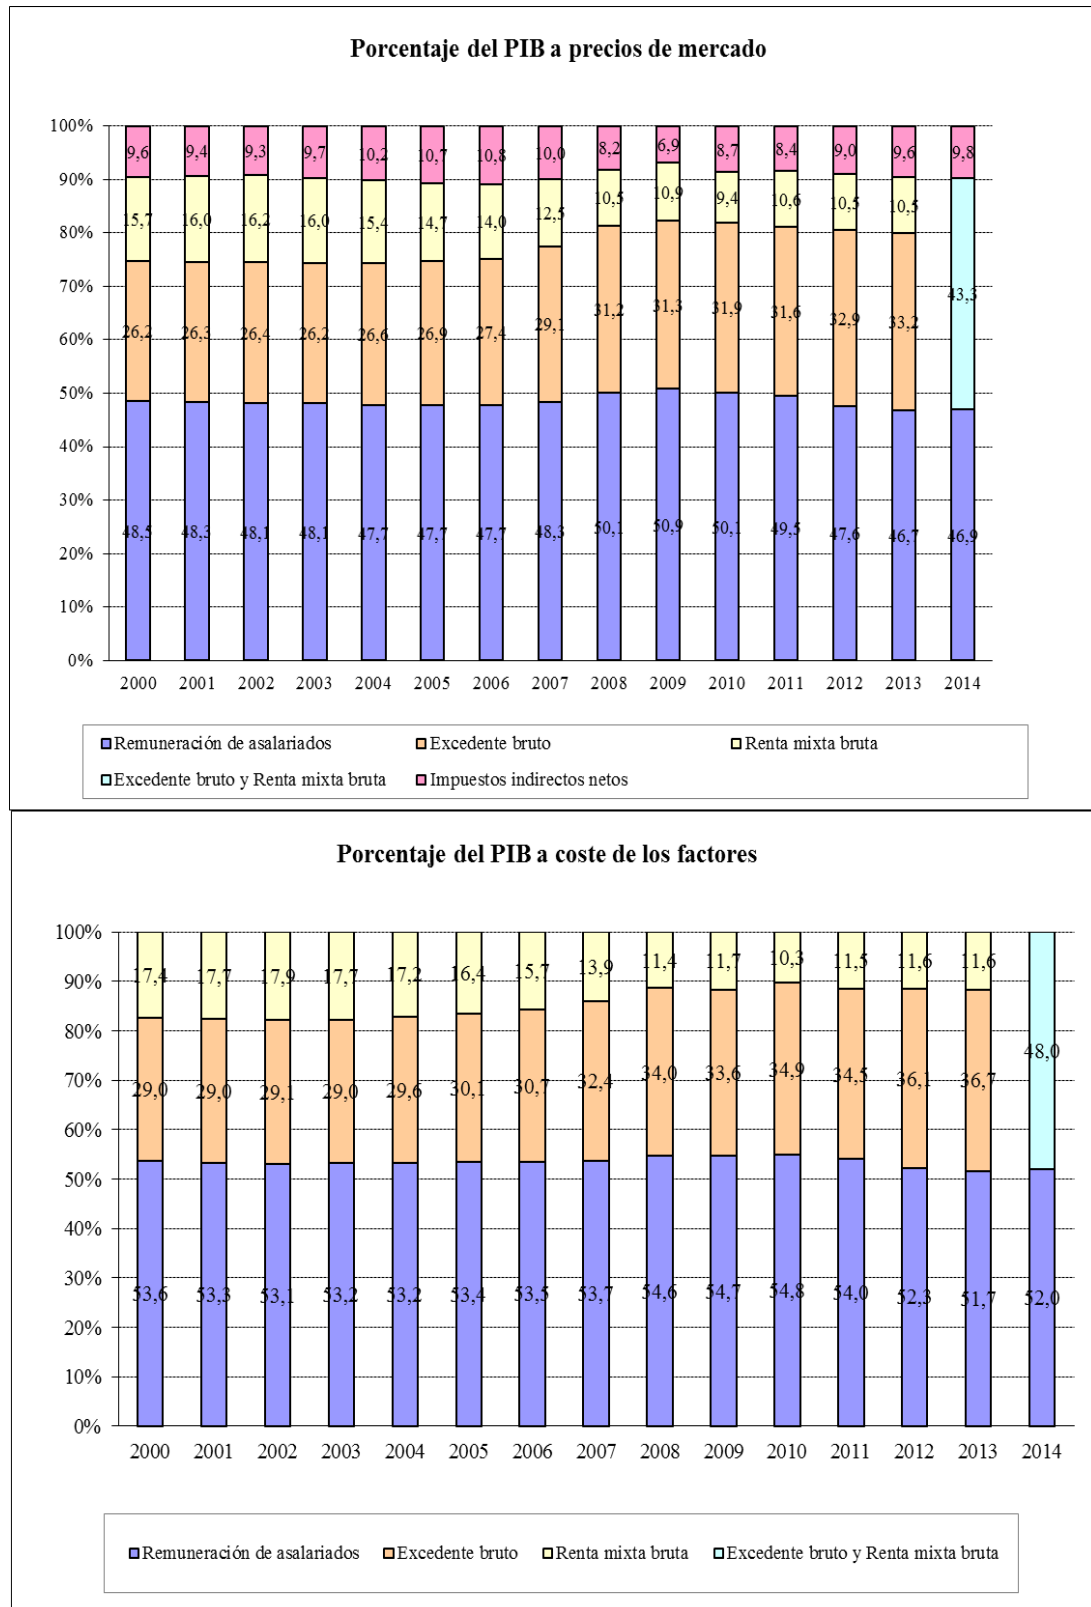 Porcentaje del PIB a precios de mercado
100%
9,6 9,4 9,3 9,7 10,2 10,7 10,8 10,0 8,2 6,9 8,7 8,4 9,0 9,6 9,8
90%
15,7 16,0 16,2 16,0 15,4 14,7 14,0 12,5 10,5 10,9 9,4 10,6 10,5 10,5
80%
70%
26,2 26,3 26,4 26,2 26,6 26,9 27,4 29,1 31,2 31,3 31,9 31,6 32,9 33,2 43,3
60%
50%
40%
30%
48,5 48,3 48,1 48,1 47,7 47,7 47,7 48,3 50,1 50,9 50,1 49,5 47,6 46,7 46,9
20%
10%
0%
2000 2001 2002 2003 2004 2005 2006 2007 2008 2009 2010 2011 2012 2013 2014
Remuneración de asalariados Excedente bruto Renta mixta bruta
Excedente bruto y Renta mixta bruta Impuestos indirectos netos
Porcentaje del PIB a coste de los factores
100%
17,4 17,7 17,9 17,7 17,2 16,4 15,7 13,9 11,4 11,7 10,3 11,5 11,6 11,6
90%
80%
70%
29,0 29,0 29,1 29,0 29,6 30,1 30,7 32,4 34,0 33,6 34,9 34,5 36,1 36,7 48,0
60%
50%
40%
30%
53,6 53,3 53,1 53,2 53,2 53,4 53,5 53,7 54,6 54,7 54,8 54,0 52,3 51,7 52,0
20%
10%
0%
2000 2001 2002 2003 2004 2005 2006 2007 2008 2009 2010 2011 2012 2013 2014
Remuneración de asalariados Excedente bruto Renta mixta bruta Excedente bruto y Renta mixta bruta